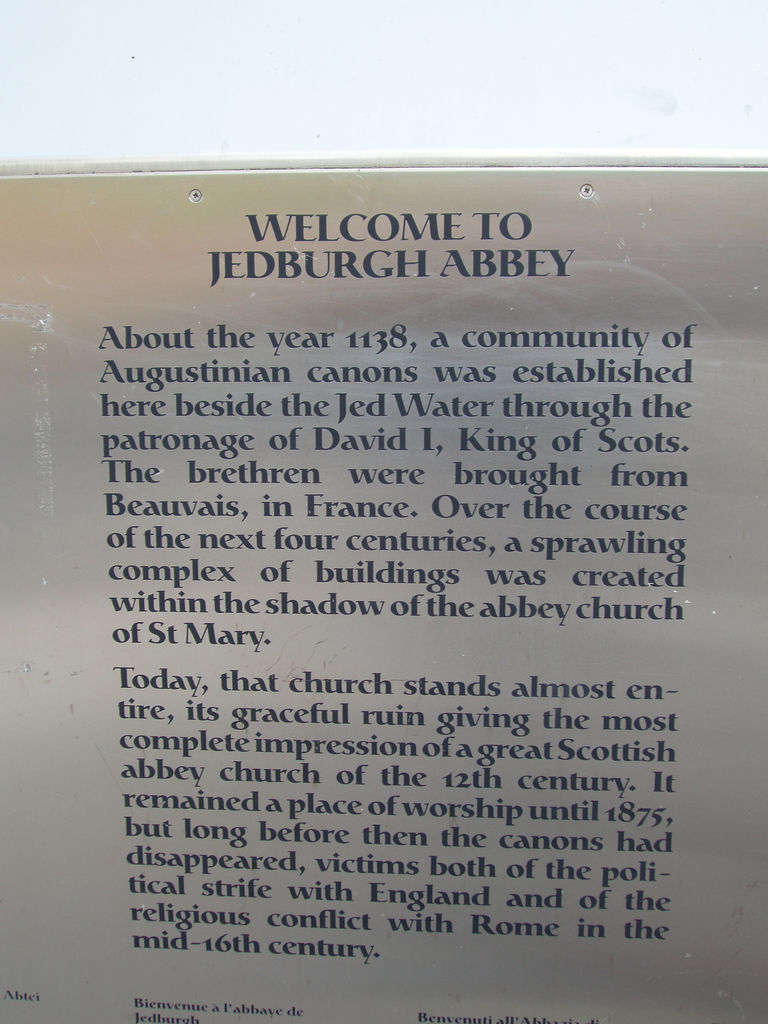 WELCOME TO
JEDBURGH ABBEY
About the year 1138, a community of
Augustinian canons was established
here beside the Jed Water through the
patronage of David I, King of Scots.
The brethren were brought from
Beauvais, in France. Over the course
of the next four centuries, a sprawling
complex of buildings was created
within the shadow of the abbey church
of St Mary.
Today, that church stands almost en-
tire, its graceful ruin giving the most
complete impression of a great Scottish
abbey church of the 12th century. It
remained a place of worship until 1875,
but long before then the canons had
disappeared, victims both of the poli-
tical strife with England and of the
religious conflict with Rome in the
mid-16th century.
Abtei
Bienvenue à l'abbaye de
Jedburgh
Benvenuti all'Abbazia di